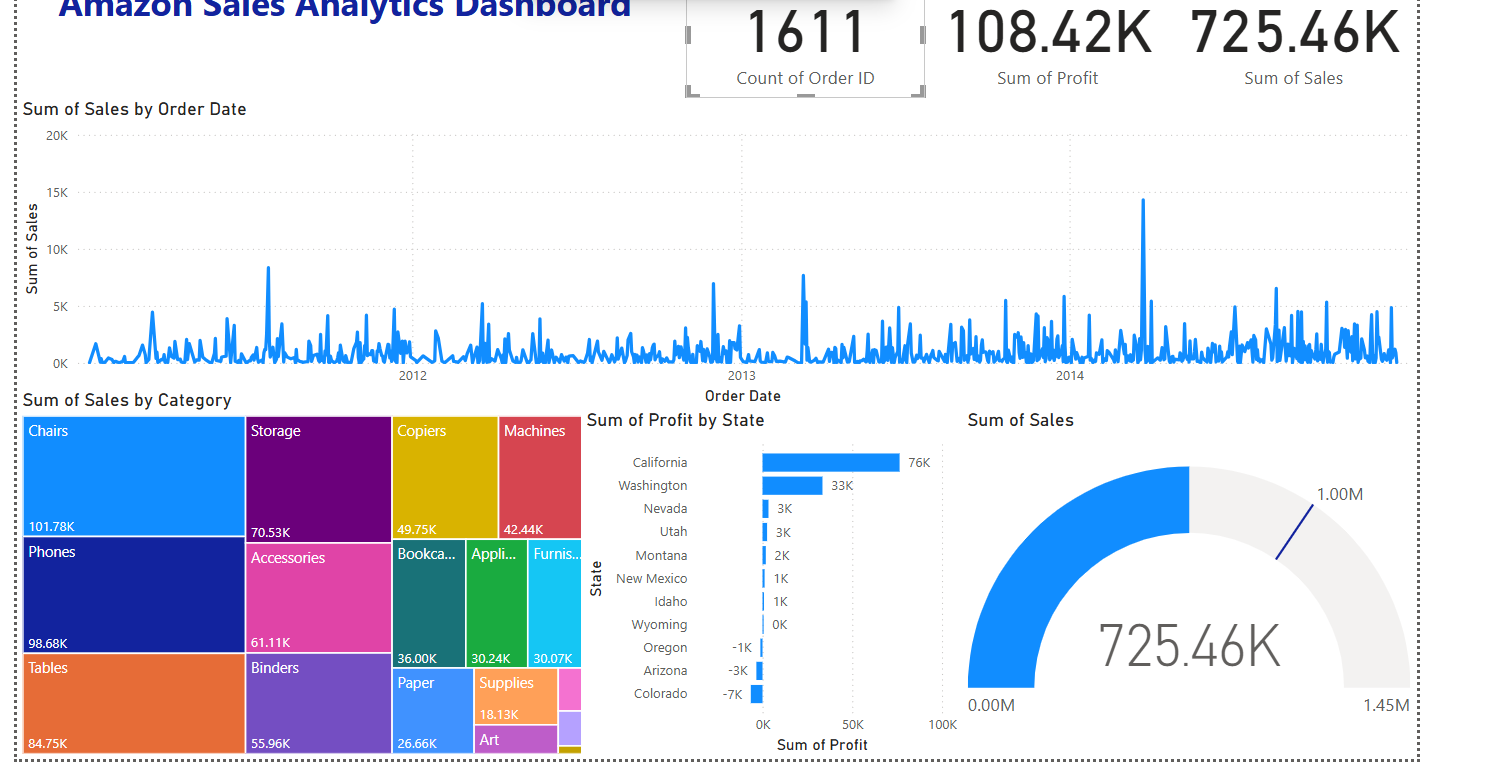 Amazon Sales Analytics Dashboard
1611
Count of Order ID
108.42K
Sum of Profit
725.46K
Sum of Sales
Sum of Sales by Order Date
Sum of Sales
20K
15K
10K
5K
0K
2012
2013
2014
Order Date
Sum of Sales by Category
Chairs
101.78K
Phones
98.68K
Tables
84.75K
Storage
70.53K
Accessories
61.11K
Binders
55.96K
Copiers
49.75K
Machines
42.44K
Bookca...
36.00K
Appli...
30.24K
Furnis...
30.07K
Paper
26.66K
Supplies
18.13K
Art
Sum of Profit by State
State
California 76K
Washington 33K
Nevada 3K
Utah 3K
Montana 2K
New Mexico 1K
Idaho 1K
Wyoming 0K
Oregon -1K
Arizona -3K
Colorado -7K
0K 50K 100K
Sum of Profit
Sum of Sales
1.00M
725.46K
0.00M
1.45M